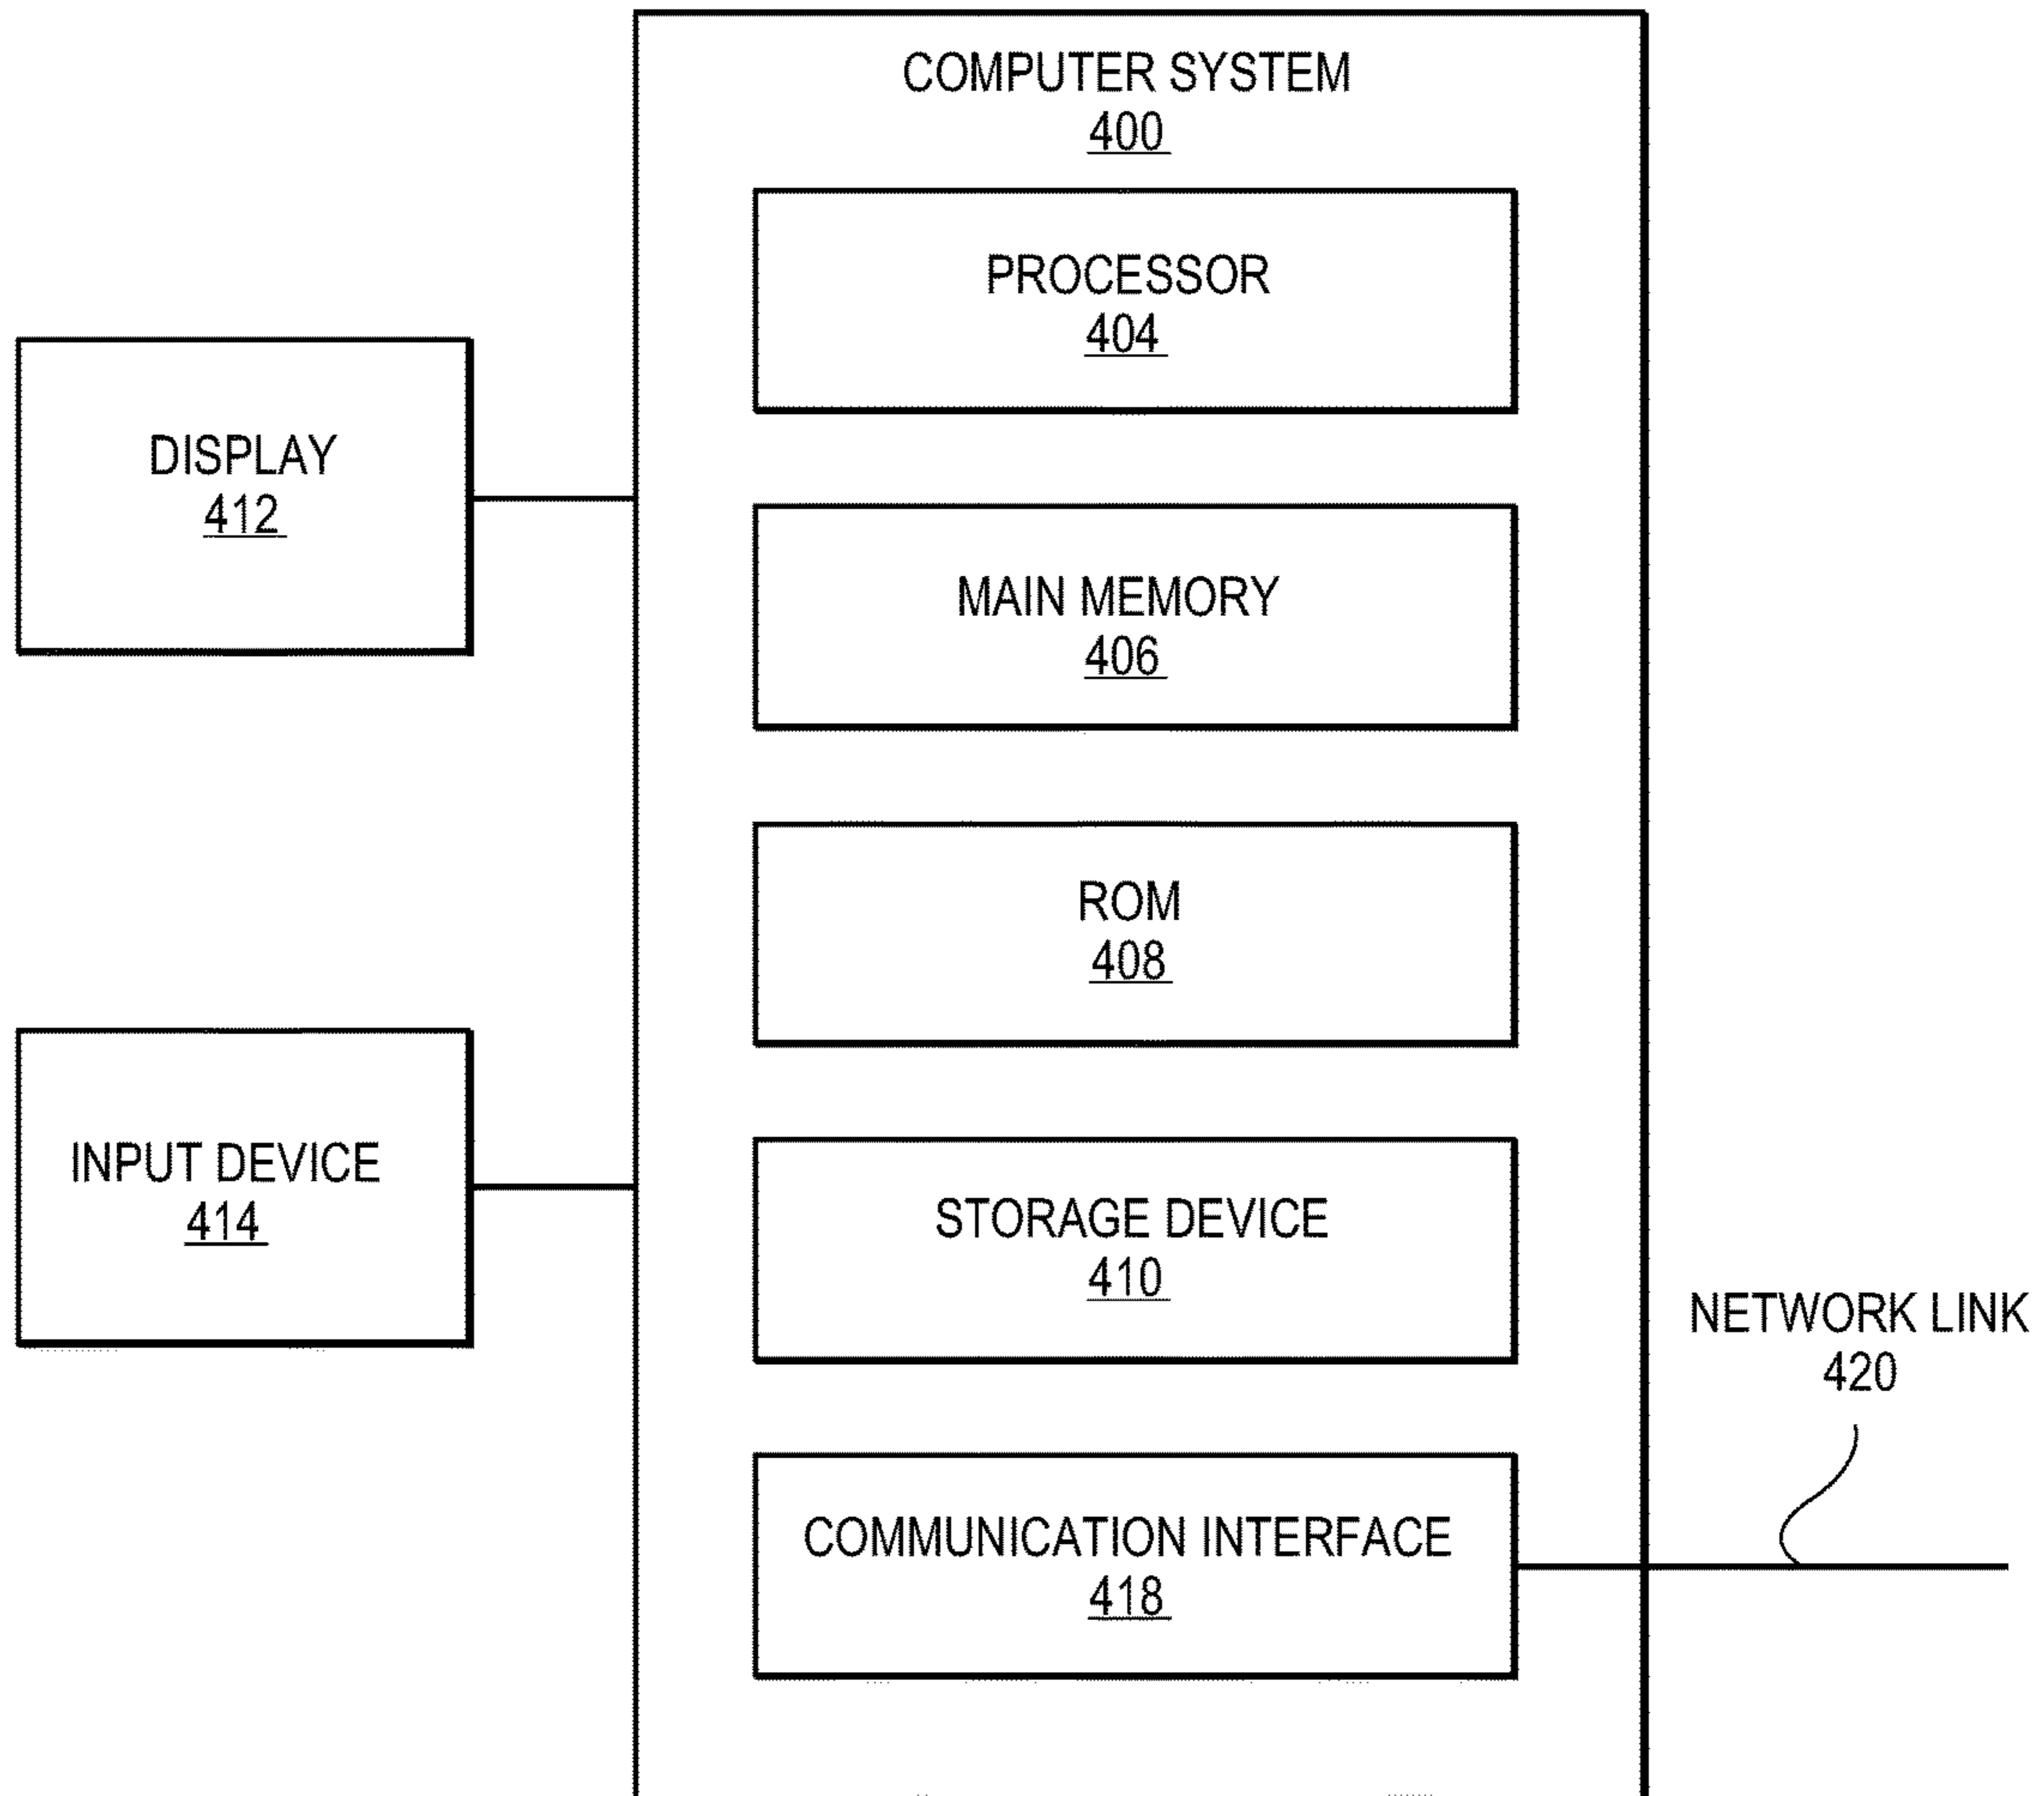 COMPUTER SYSTEM
400
PROCESSOR
404
DISPLAY
412
MAIN MEMORY
406
ROM
408
INPUT DEVICE
414
STORAGE DEVICE
410
NETWORK LINK
420
COMMUNICATION INTERFACE
418